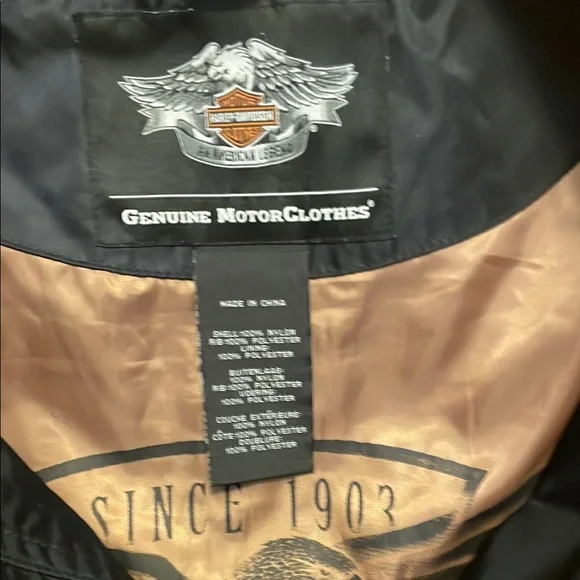 MOTOR
HARLEY-DAVIDSON
CYCLES
AN AMERICAN LEGEND
®
GENUINE MOTORCLOTHES®
MADE IN CHINA
SHELL:100% NYLON
RIB:100% POLYESTER
LINING:
100% POLYESTER
BUITENLAAG:
100% NYLON
RIB:100% POLYESTER
VOERING:
100% POLYESTER
COUCHE EXTÉRIEURE:
100% NYLON
CÔTE:100% POLYESTER
DOUBLURE:
100% POLYESTER
SINCE 1903